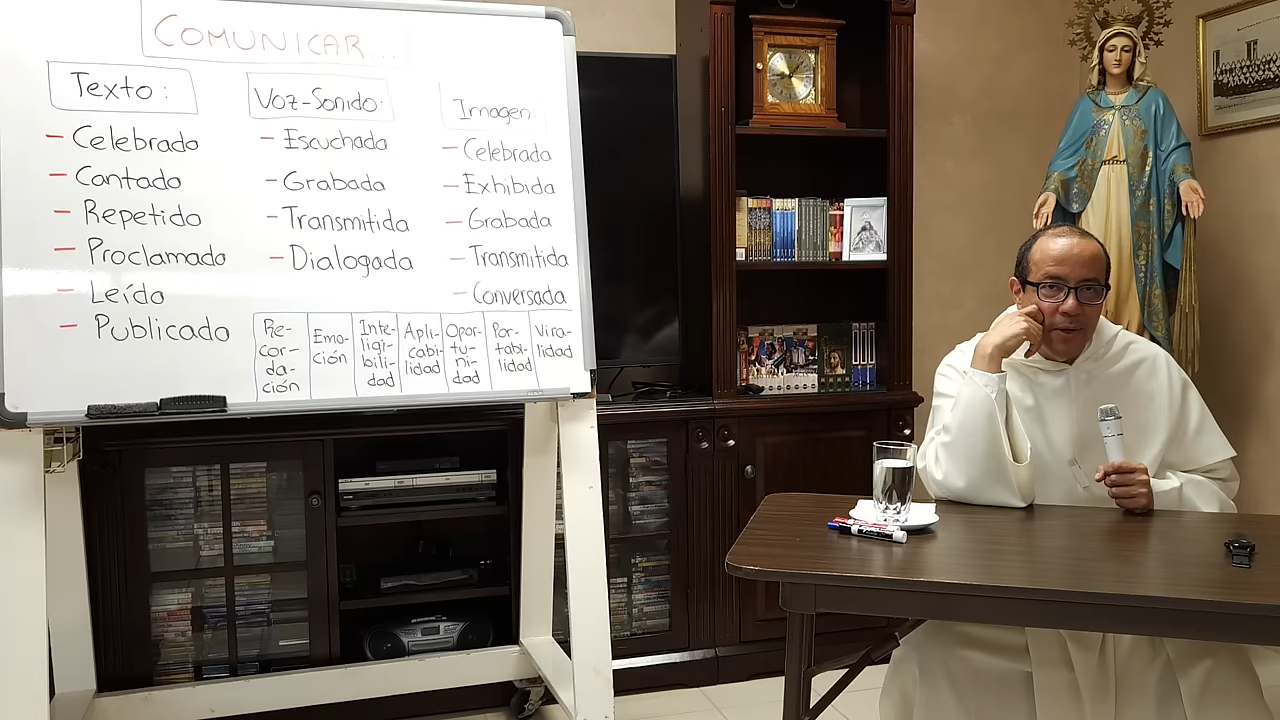 COMUNICAR...
Texto:
- Celebrado
- Cantado
- Repetido
- Proclamado
- Leído
- Publicado
Voz-Sonido:
- Escuchada
- Grabada
- Transmitida
- Dialogada
Imagen:
- Celebrada
- Exhibida
- Grabada
- Transmitida
- Conversada
Re-
cor-
da-
ción
Emo-
ción
Inte-
ligi-
bili-
dad
Apli-
cabi-
lidad
Opor-
tu-
ni-
dad
Por-
tabi-
lidad
Vira-
lidad